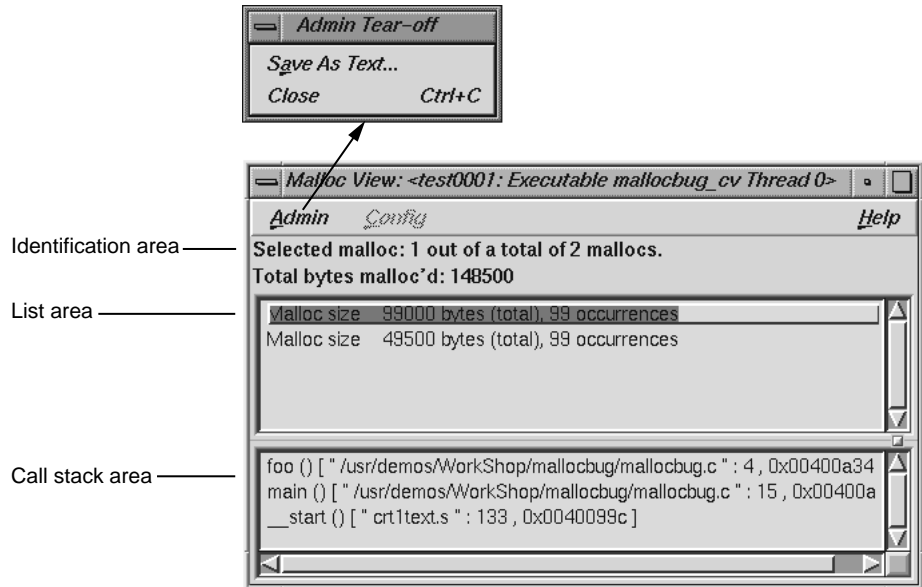 Admin Tear-off
Save As Text...
Close Ctrl+C
Malloc View: <test0001: Executable mallocbug_cv Thread 0>
Admin Config Help
Identification area
Selected malloc: 1 out of a total of 2 mallocs.
Total bytes malloc'd: 148500
List area
Malloc size 99000 bytes (total), 99 occurrences
Malloc size 49500 bytes (total), 99 occurrences
Call stack area
foo () [ " /usr/demos/WorkShop/mallocbug/mallocbug.c " : 4 , 0x00400a34
main () [ " /usr/demos/WorkShop/mallocbug/mallocbug.c " : 15 , 0x00400a
__start () [ " crt1text.s " : 133 , 0x0040099c ]